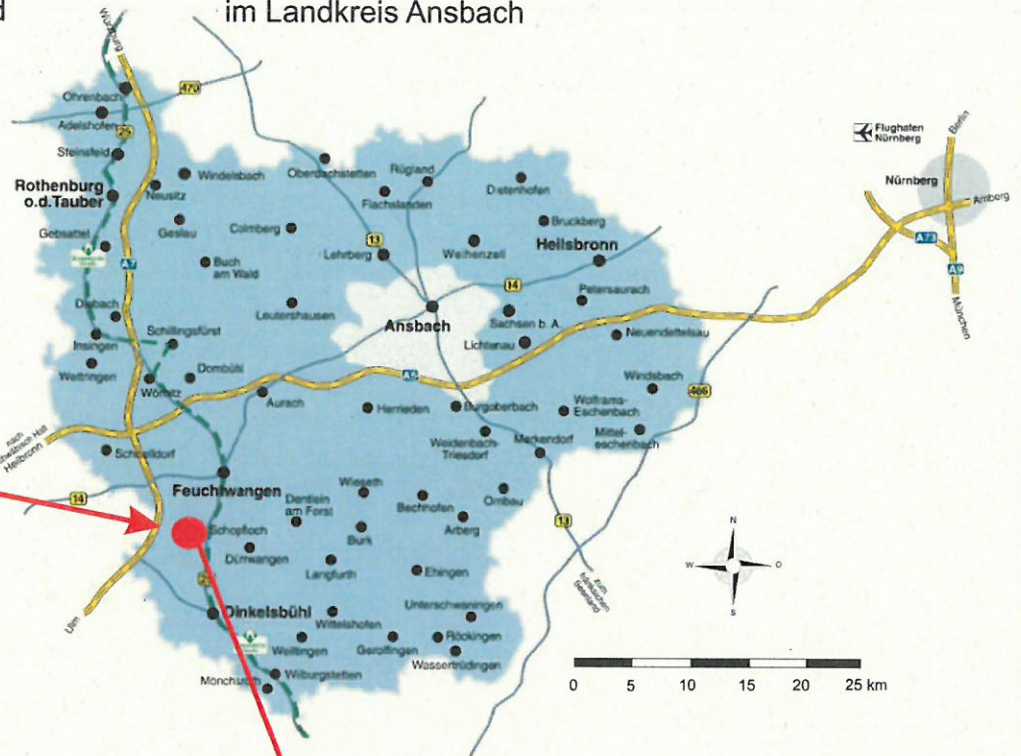 im Landkreis Ansbach
Würzburg
470
Ohrenbach
Adelshofen
25
Steinsfeld
Windelsbach
Oberdachstetten
Rügland
Flachslanden
Dietenhofen
Flughafen
Nürnberg
Berlin
Nürnberg
Amberg
Rothenburg
o.d.Tauber
Neusitz
Geslau
Colmberg
Bruckberg
Gebsattel
13
Lehrberg
Weihenzell
Heilsbronn
A73
A7
Buch
am Wald
A9
14
Petersaurach
Diebach
Leutershausen
Ansbach
Sachsen b. A.
München
Insingen
Schillingsfürst
Lichtenau
Neuendettelsau
Wettringen
Dombühl
A6
Windsbach
466
Wörnitz
Aurach
Herrieden
Burgoberbach
Wolframs-
Eschenbach
nach
Heilbronn
Schnelldorf
Weidenbach-
Triesdorf
Merkendorf
Mittel-
eschenbach
14
Feuchtwangen
Wieseth
Dentlein
am Forst
Bechhofen
Ornbau
13
Schopfloch
Burk
Arberg
N
Dürrwangen
Langfurth
Ehingen
W
O
S
zum
Fränkischen
Seenland
Ulm
Dinkelsbühl
Wittelshofen
Unterschwaningen
Weiltingen
Gerolfingen
Röckingen
Wassertrüdingen
Mönchsroth
Wilburgstetten
0 5 10 15 20 25 km